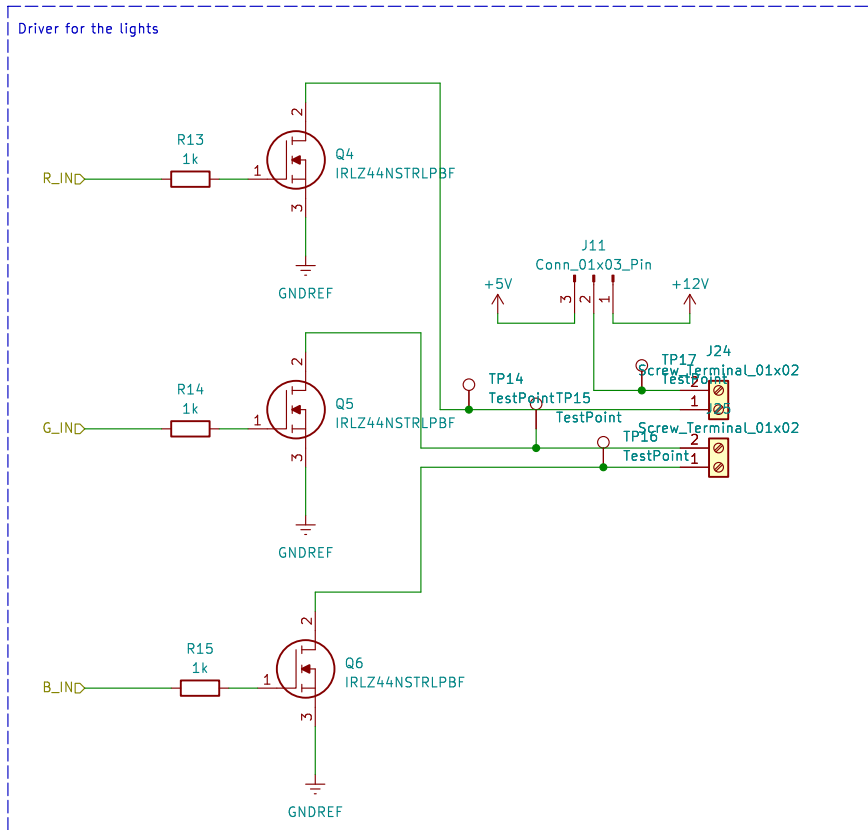 Driver for the lights
R13
1k
R_IN
1
2
3
Q4
IRLZ44NSTRLPBF
GNDREF
J11
Conn_01x03_Pin
+5V
3
2
1
+12V
R14
1k
G_IN
1
2
3
Q5
IRLZ44NSTRLPBF
GNDREF
TP14
TestPoint
TP15
TestPoint
TP17
TestPoint
J24
Screw_Terminal_01x02
2
1
Screw_Terminal_01x02
TP16
TestPoint
2
1
R15
1k
B_IN
1
2
3
Q6
IRLZ44NSTRLPBF
GNDREF